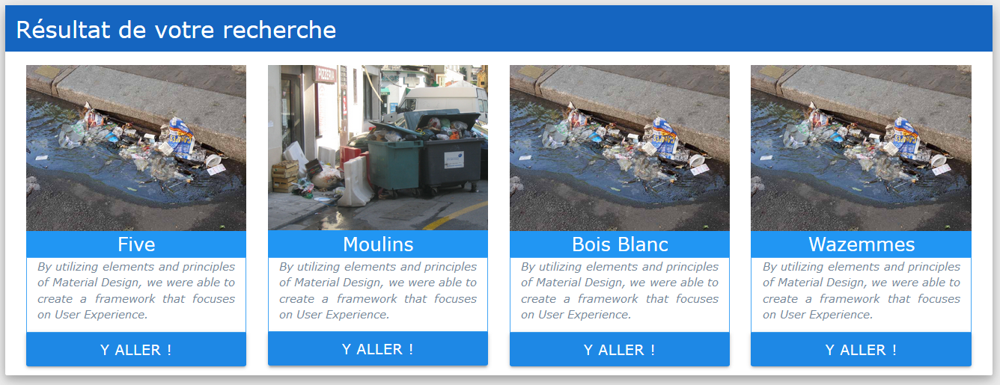 Résultat de votre recherche
PIZZERIA
Five
By utilizing elements and principles
of Material Design, we were able to
create a framework that focuses
on User Experience.
Y ALLER !
Moulins
By utilizing elements and principles
of Material Design, we were able to
create a framework that focuses
on User Experience.
Y ALLER !
Bois Blanc
By utilizing elements and principles
of Material Design, we were able to
create a framework that focuses
on User Experience.
Y ALLER !
Wazemmes
By utilizing elements and principles
of Material Design, we were able to
create a framework that focuses
on User Experience.
Y ALLER !